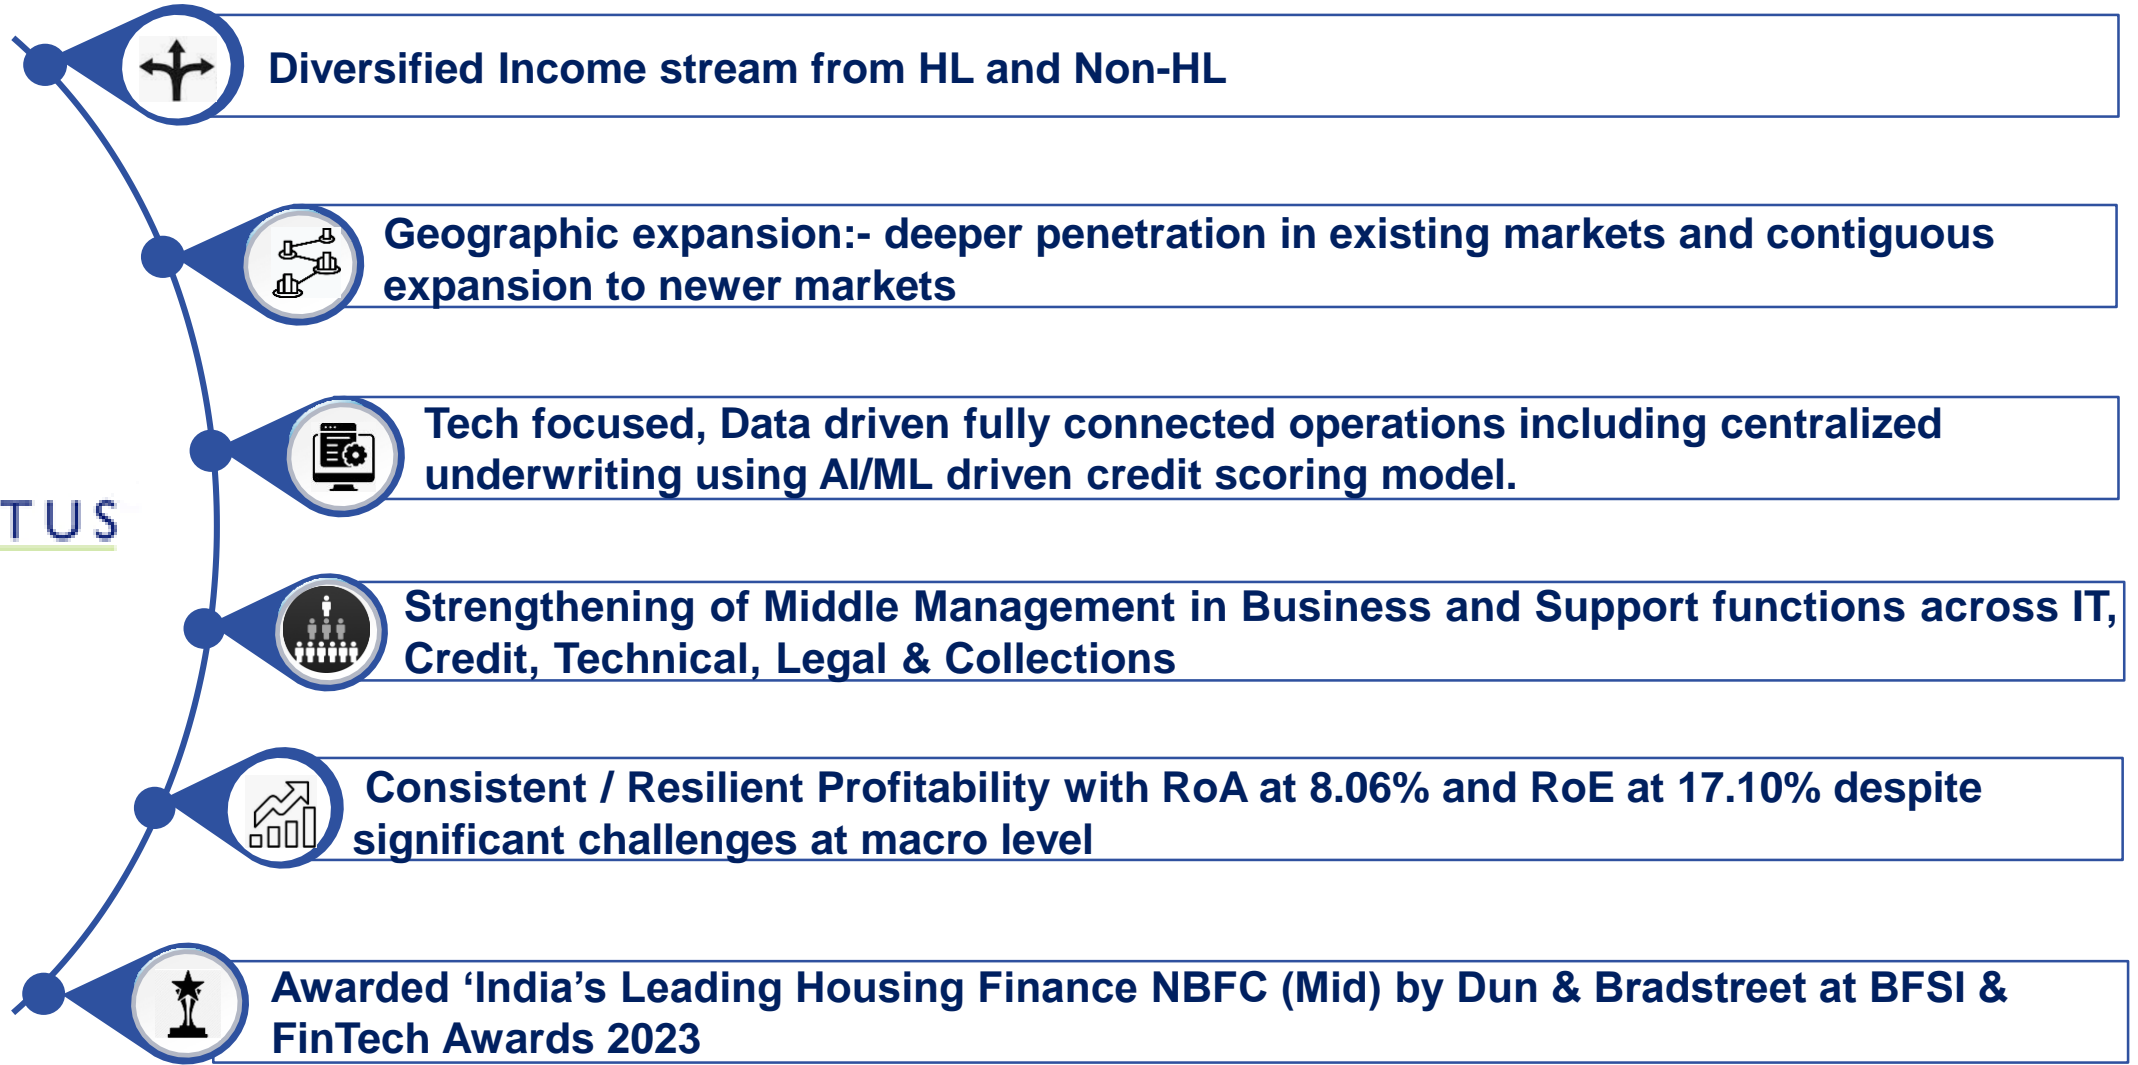 Diversified Income stream from HL and Non-HL
Geographic expansion:- deeper penetration in existing markets and contiguous
expansion to newer markets
Tech focused, Data driven fully connected operations including centralized
underwriting using AI/ML driven credit scoring model.
TUS
Strengthening of Middle Management in Business and Support functions across IT,
Credit, Technical, Legal & Collections
Consistent / Resilient Profitability with RoA at 8.06% and RoE at 17.10% despite
significant challenges at macro level
Awarded ‘India’s Leading Housing Finance NBFC (Mid) by Dun & Bradstreet at BFSI &
FinTech Awards 2023